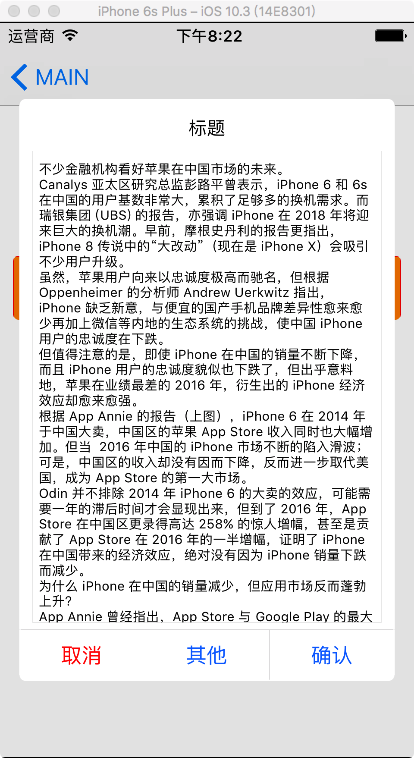 iPhone 6s Plus – iOS 10.3 (14E8301)
运营商 下午8:22
MAIN
标题
不少金融机构看好苹果在中国市场的未来。
Canalys 亚太区研究总监彭路平曾表示，iPhone 6 和 6s
在中国的用户基数非常大，累积了足够多的换机需求。而
瑞银集团 (UBS) 的报告，亦强调 iPhone 在 2018 年将迎
来巨大的换机潮。早前，摩根史丹利的报告更指出，
iPhone 8 传说中的“大改动”（现在是 iPhone X）会吸引
不少用户升级。
虽然，苹果用户向来以忠诚度极高而驰名，但根据
Oppenheimer 的分析师 Andrew Uerkwitz 指出，
iPhone 缺乏新意，与便宜的国产手机品牌差异性愈来愈
少再加上微信等内地的生态系统的挑战，使中国 iPhone
用户的忠诚度在下跌。
但值得注意的是，即使 iPhone 在中国的销量不断下降，
而且 iPhone 用户的忠诚度貌似也下跌了，但出乎意料
地，苹果在业绩最差的 2016 年，衍生出的 iPhone 经济
效应却愈来愈强。
根据 App Annie 的报告（上图），iPhone 6 在 2014 年
于中国大卖，中国区的苹果 App Store 收入同时也大幅增
加。但当  2016 年中国的 iPhone 市场不断的陷入滑波；
可是，中国区的收入却没有因而下降，反而进一步取代美
国，成为 App Store 的第一大市场。
Odin 并不排除 2014 年 iPhone 6 的大卖的效应，可能需
要一年的滞后时间才会显现出来，但到了 2016 年，App
Store 在中国区更录得高达 258% 的惊人增幅，甚至是贡
献了 App Store 在 2016 年的一半增幅，证明了 iPhone
在中国带来的经济效应，绝对没有因为 iPhone 销量下跌
而减少。
为什么 iPhone 在中国的销量减少，但应用市场反而蓬勃
上升?
App Annie 曾经指出，App Store 与 Google Play 的最大
取消 其他 确认